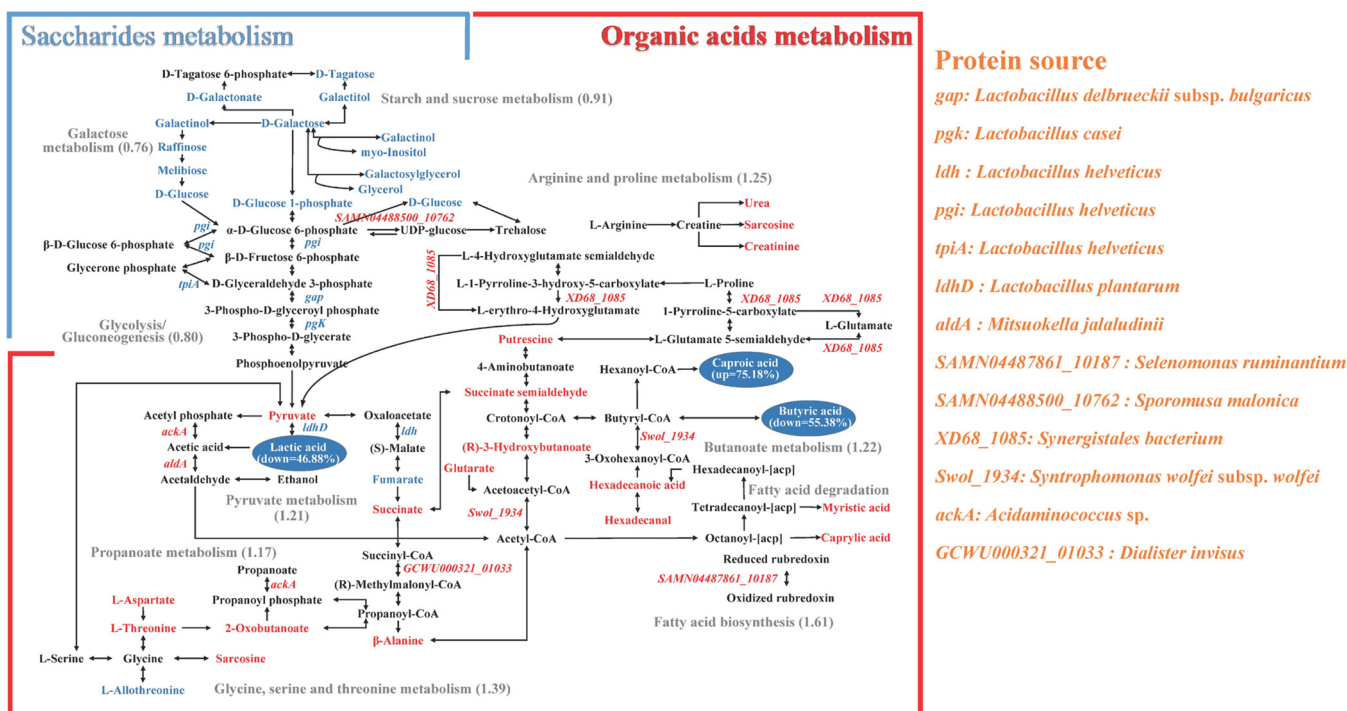 Saccharides metabolism
Organic acids metabolism
D-Tagatose 6-phosphate
D-Tagatose
D-Galactonate
Galactitol
Starch and sucrose metabolism (0.91)
Galactinol
D-Galactose
Galactinol
myo-Inositol
Galactose
metabolism (0.76)
Raffinose
Melibiose
Galactosylglycerol
Glycerol
D-Glucose
D-Glucose 1-phosphate
D-Glucose
SAMN04488500_10762
pgi
α-D-Glucose 6-phosphate
UDP-glucose
Trehalose
β-D-Glucose 6-phosphate
pgi
pgi
β-D-Fructose 6-phosphate
Glycerone phosphate
tpiA
D-Glyceraldehyde 3-phosphate
gap
3-Phospho-D-glyceroyl phosphate
pgK
Glycolysis/
Gluconeogenesis (0.80)
3-Phospho-D-glycerate
Phosphoenolpyruvate
Arginine and proline metabolism (1.25)
Urea
L-Arginine
Creatine
Sarcosine
Creatinine
L-4-Hydroxyglutamate semialdehyde
XD68_1085
L-1-Pyrroline-3-hydroxy-5-carboxylate
L-Proline
XD68_1085
XD68_1085
XD68_1085
L-erythro-4-Hydroxyglutamate
1-Pyrroline-5-carboxylate
L-Glutamate
Putrescine
L-Glutamate 5-semialdehyde
XD68_1085
4-Aminobutanoate
Hexanoyl-CoA
Caproic acid
(up=75.18%)
Succinate semialdehyde
Acetyl phosphate
Pyruvate
Oxaloacetate
Crotonoyl-CoA
Butyryl-CoA
Butyric acid
(down=55.38%)
ackA
ldhD
ldh
Swol_1934
Butanoate metabolism (1.22)
Acetic acid
Lactic acid
(down=46.88%)
(S)-Malate
(R)-3-Hydroxybutanoate
3-Oxohexanoyl-CoA
aldA
Glutarate
Hexadecanoyl-[acp]
Acetaldehyde
Ethanol
Fumarate
Acetoacetyl-CoA
Hexadecanoic acid
Fatty acid degradation
Pyruvate metabolism
(1.21)
Succinate
Swol_1934
Hexadecanal
Tetradecanoyl-[acp]
Myristic acid
Acetyl-CoA
Octanoyl-[acp]
Caprylic acid
Propanoate metabolism (1.17)
Succinyl-CoA
Reduced rubredoxin
Propanoate
GCWU000321_01033
SAMN04487861_10187
ackA
(R)-Methylmalonyl-CoA
Oxidized rubredoxin
L-Aspartate
Propanoyl phosphate
Propanoyl-CoA
Fatty acid biosynthesis (1.61)
L-Threonine
2-Oxobutanoate
β-Alanine
L-Serine
Glycine
Sarcosine
L-Allothreonine
Glycine, serine and threonine metabolism (1.39)
Protein source
gap: Lactobacillus delbrueckii subsp. bulgaricus
pgk: Lactobacillus casei
ldh : Lactobacillus helveticus
pgi: Lactobacillus helveticus
tpiA: Lactobacillus helveticus
ldhD : Lactobacillus plantarum
aldA : Mitsuokella jalaludinii
SAMN04487861_10187 : Selenomonas ruminantium
SAMN04488500_10762 : Sporomusa malonica
XD68_1085: Synergistales bacterium
Swol_1934: Syntrophomonas wolfei subsp. wolfei
ackA: Acidaminococcus sp.
GCWU000321_01033 : Dialister invisus